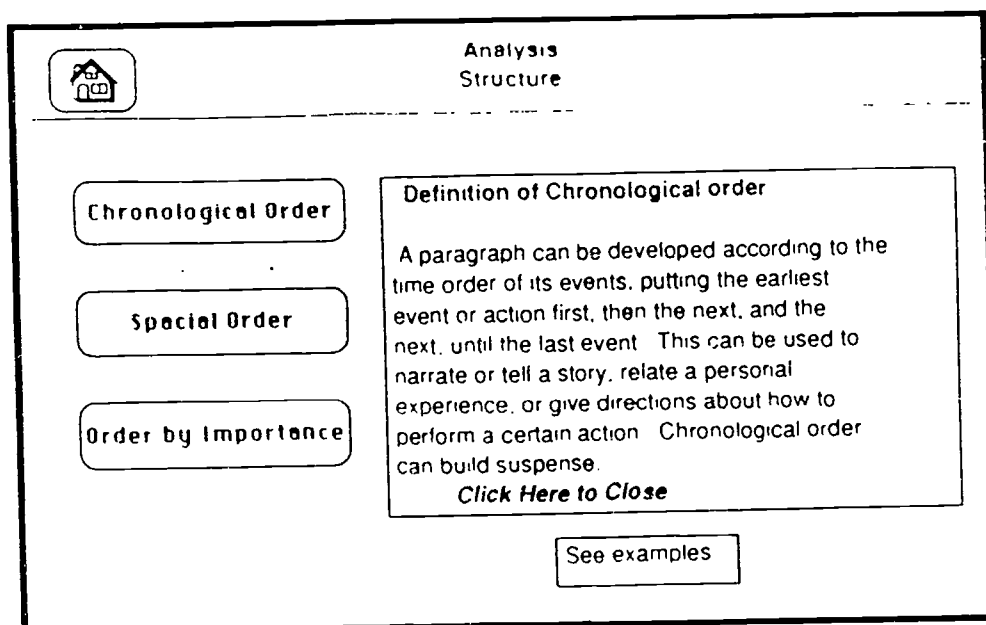 Analysis
Structure
Chronological Order
Spacial Order
Order by Importance
Definition of Chronological order
A paragraph can be developed according to the
time order of its events, putting the earliest
event or action first, then the next, and the
next, until the last event This can be used to
narrate or tell a story, relate a personal
experience, or give directions about how to
perform a certain action Chronological order
can build suspense.
Click Here to Close
See examples